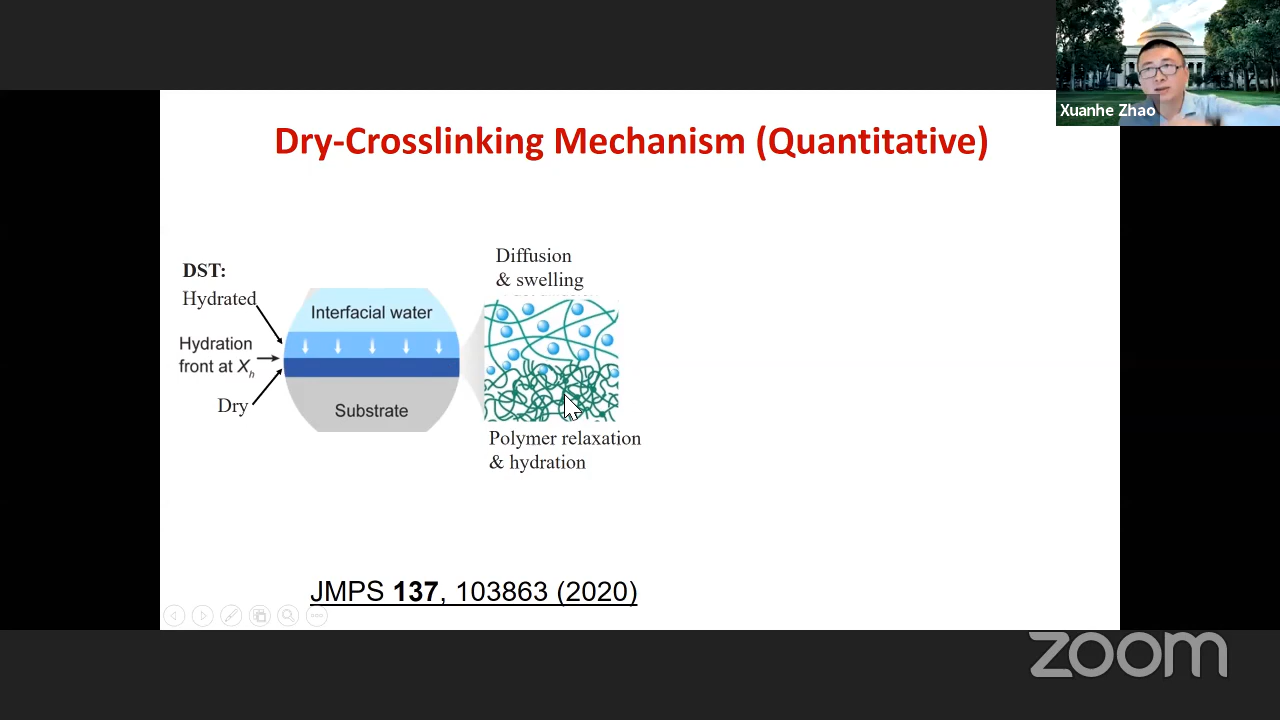 Xuanhe Zhao
Dry-Crosslinking Mechanism (Quantitative)
DST:
Hydrated
Hydration
front at Xh
Dry
Interfacial water
Substrate
Diffusion
& swelling
Polymer relaxation
& hydration
JMPS 137, 103863 (2020)
zoom